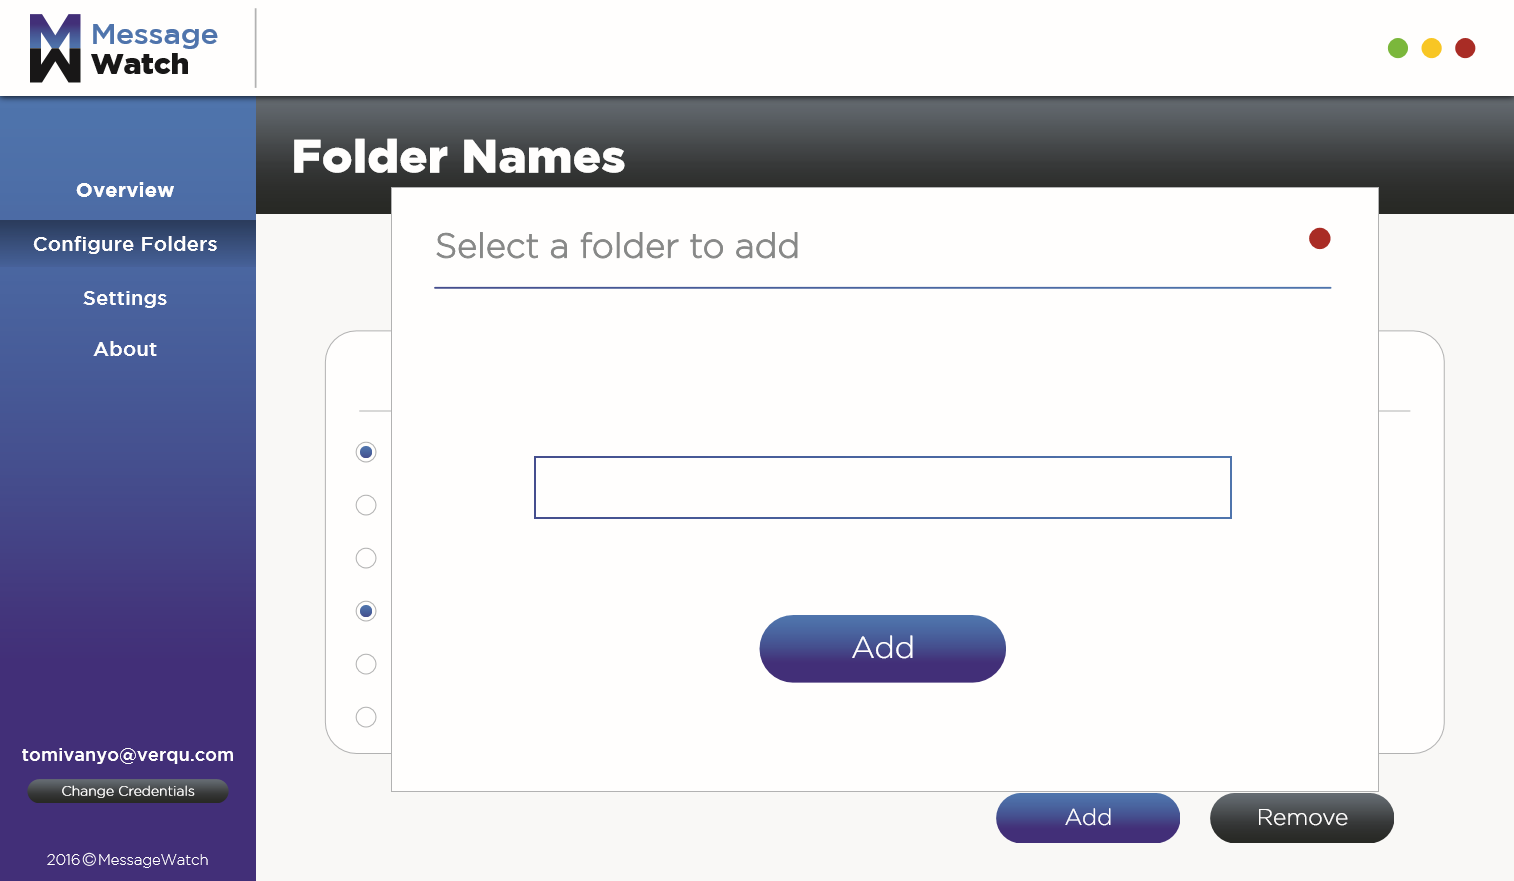 Message
Watch
Folder Names
Overview
Configure Folders
Settings
About
Select a folder to add
Add
tomivanyo@verqu.com
Change Credentials
Add
Remove
2016©MessageWatch